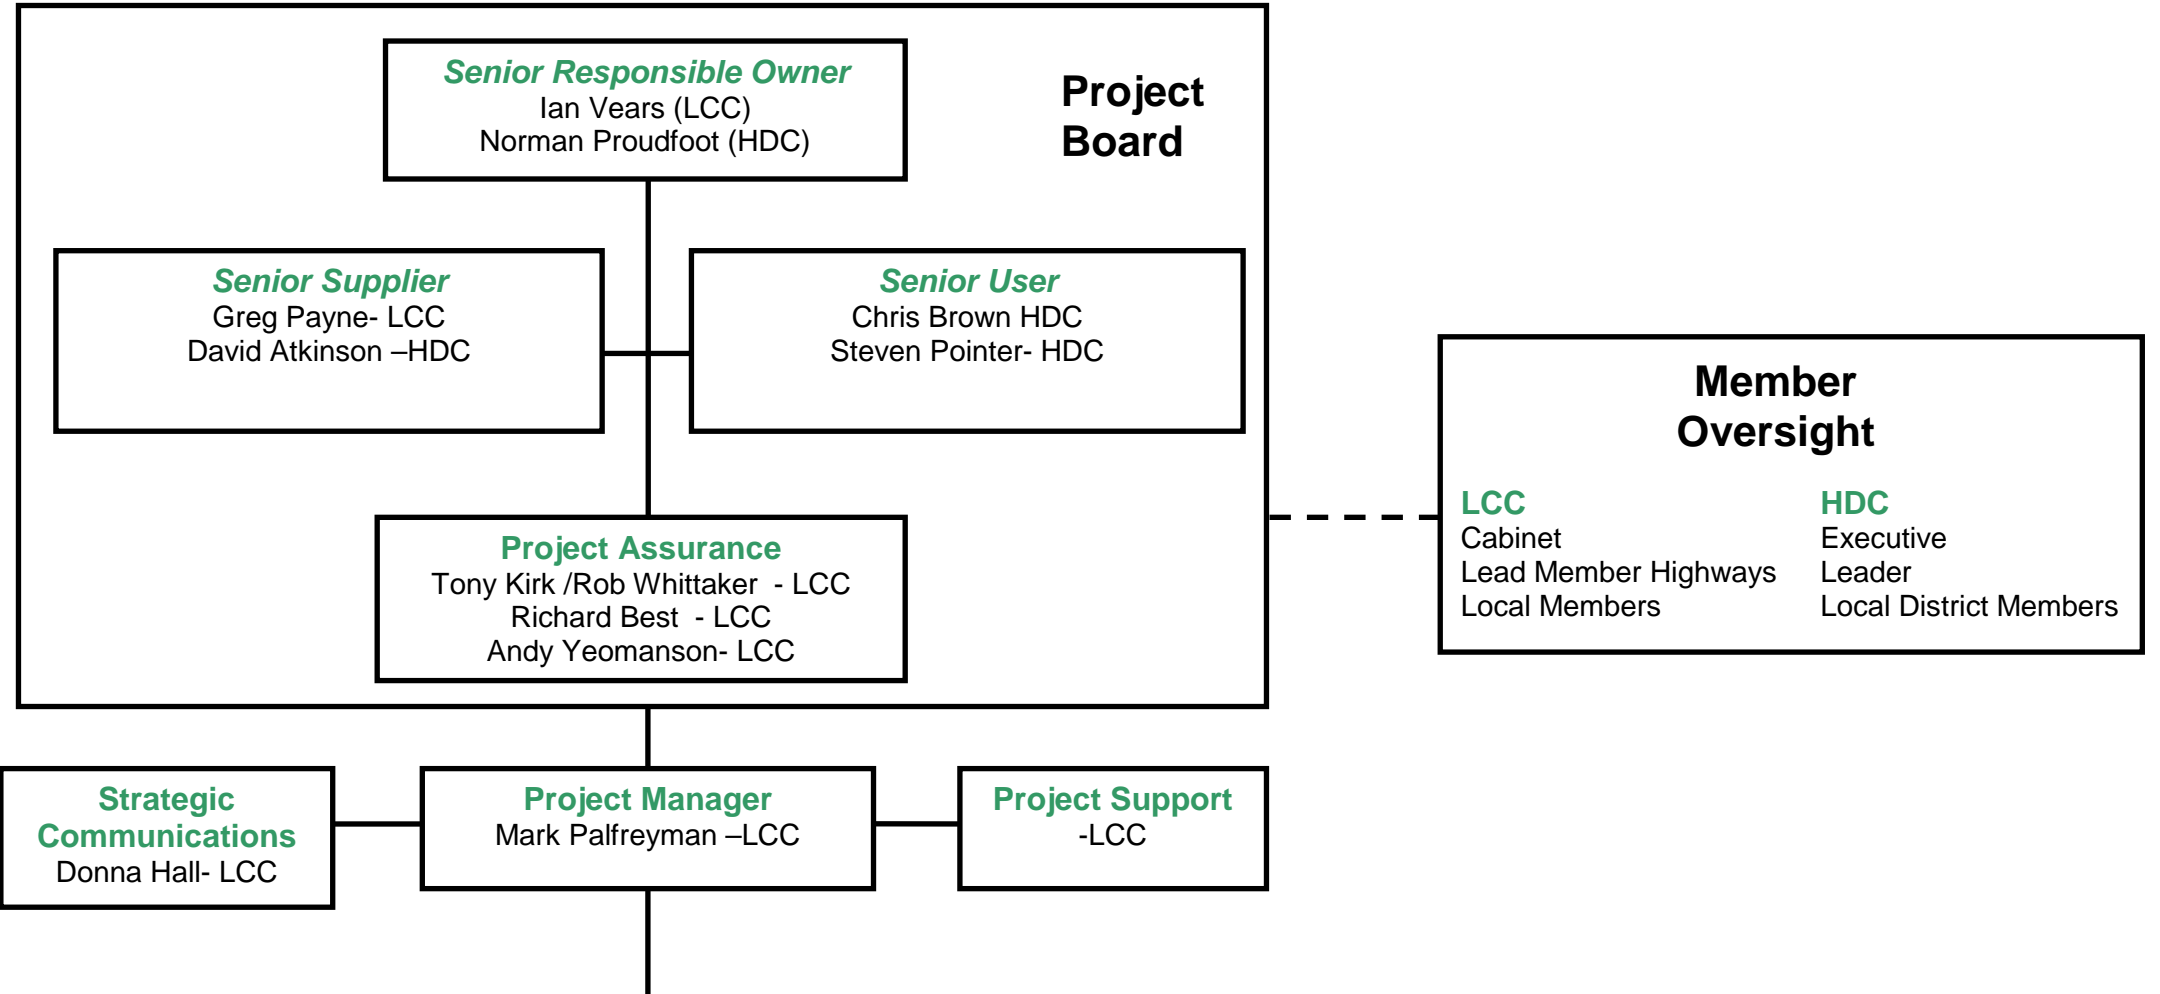 Senior Responsible Owner
Ian Vears (LCC)
Norman Proudfoot (HDC)
Project
Board
Senior Supplier
Greg Payne- LCC
David Atkinson –HDC
Senior User
Chris Brown HDC
Steven Pointer- HDC
Member
Oversight
LCC
Cabinet
Lead Member Highways
Local Members
HDC
Executive
Leader
Local District Members
Project Assurance
Tony Kirk /Rob Whittaker  - LCC
Richard Best  - LCC
Andy Yeomanson- LCC
Strategic
Communications
Donna Hall- LCC
Project Manager
Mark Palfreyman –LCC
Project Support
-LCC